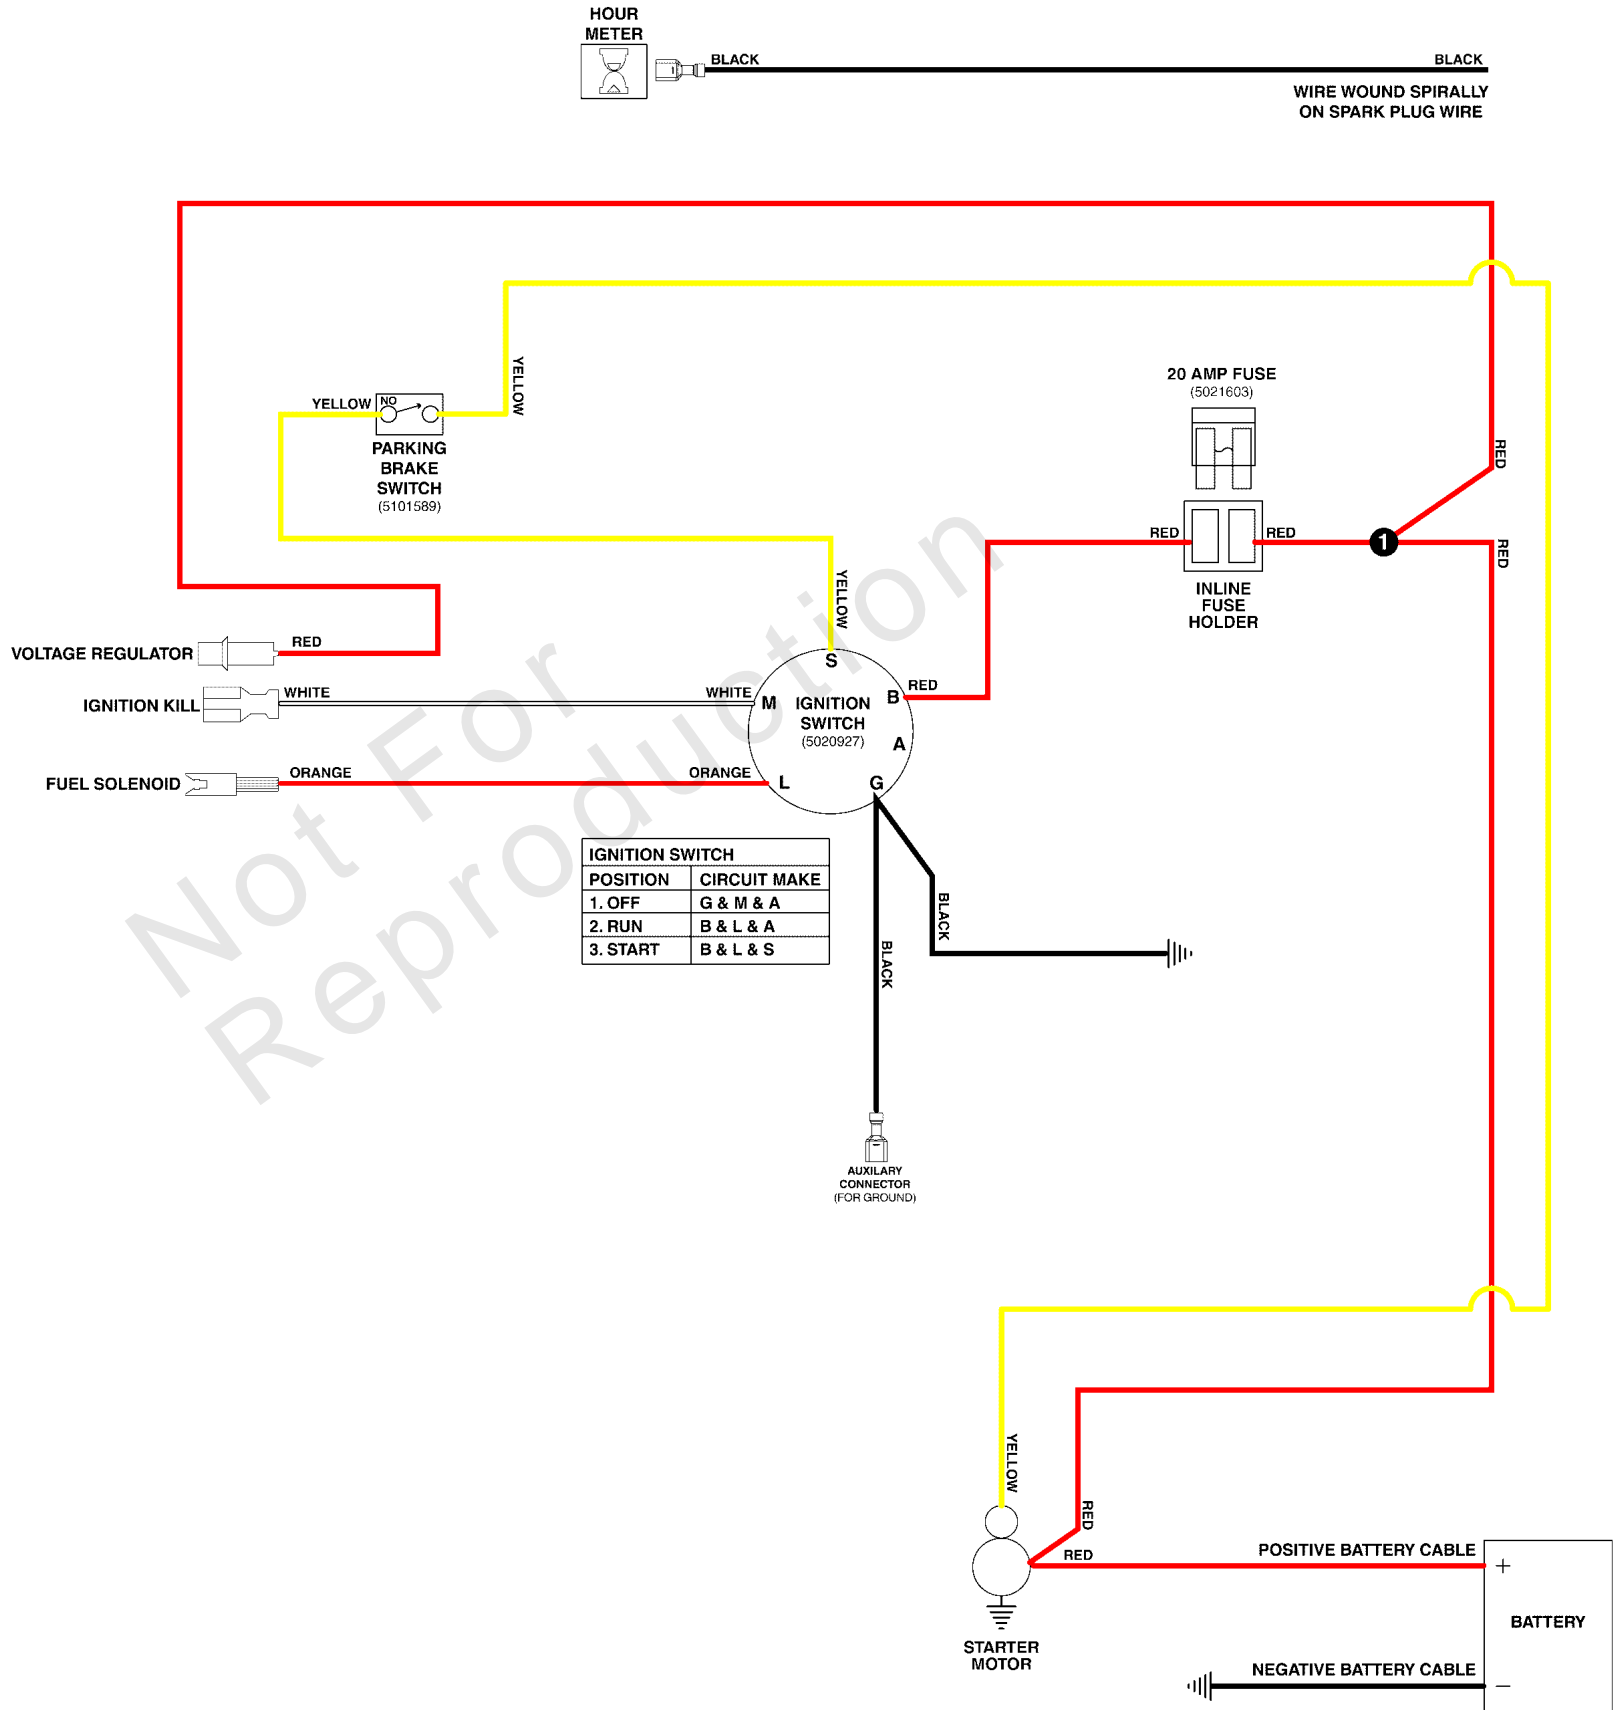 HOUR
METER
BLACK
BLACK
WIRE WOUND SPIRALLY
ON SPARK PLUG WIRE
YELLOW
20 AMP FUSE
(5021603)
YELLOW
NO
PARKING
BRAKE
SWITCH
(5101589)
RED
RED
RED
1
RED
INLINE
FUSE
HOLDER
YELLOW
VOLTAGE REGULATOR
RED
S
IGNITION KILL
WHITE
WHITE
M
IGNITION
SWITCH
(5020927)
B
RED
A
FUEL SOLENOID
ORANGE
ORANGE
L
G
IGNITION SWITCH
POSITION CIRCUIT MAKE
1. OFF G & M & A
2. RUN B & L & A
3. START B & L & S
BLACK
BLACK
AUXILARY
CONNECTOR
(FOR GROUND)
YELLOW
RED
RED
POSITIVE BATTERY CABLE
+
BATTERY
STARTER
MOTOR
NEGATIVE BATTERY CABLE
–
Not For
Reproduction